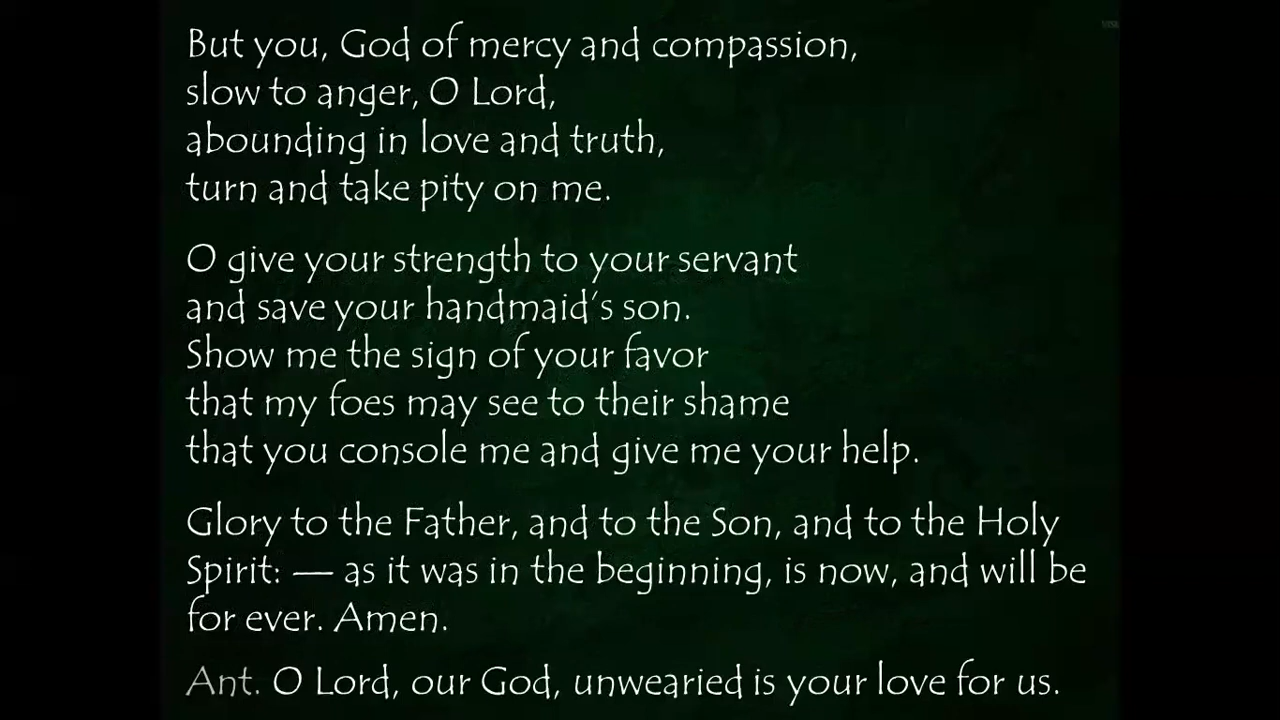 But you, God of mercy and compassion,
slow to anger, O Lord,
abounding in love and truth,
turn and take pity on me.
O give your strength to your servant
and save your handmaid's son.
Show me the sign of your favor
that my foes may see to their shame
that you console me and give me your help.
Glory to the Father, and to the Son, and to the Holy
Spirit: — as it was in the beginning, is now, and will be
for ever. Amen.
Ant. O Lord, our God, unwearied is your love for us.